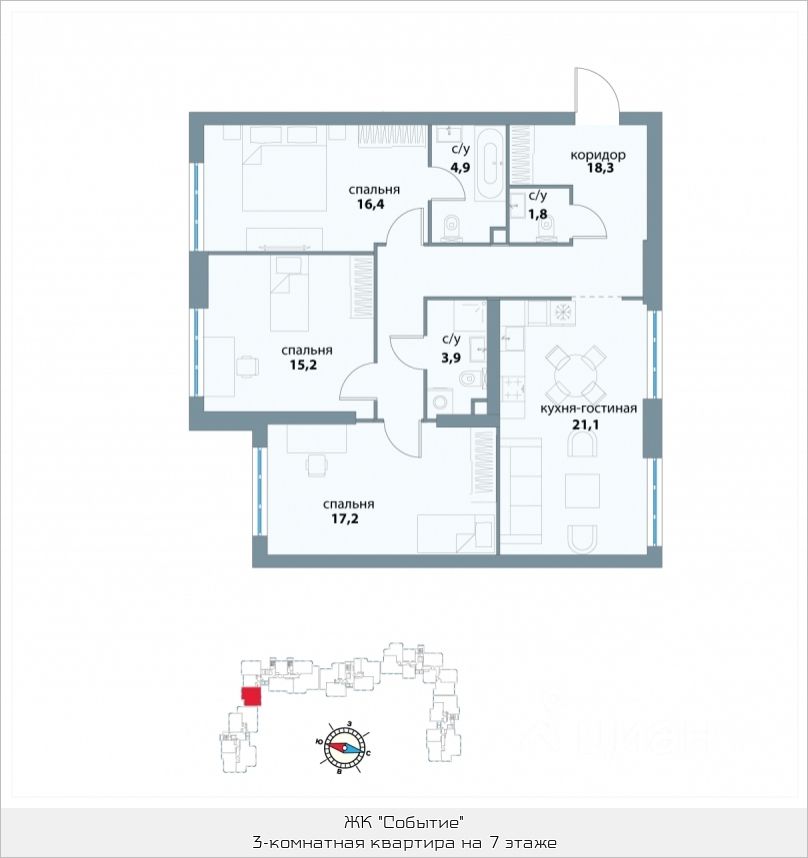 с/у
4,9
коридор
18,3
спальня
16,4
с/у
1,8
с/у
3,9
спальня
15,2
кухня-гостиная
21,1
спальня
17,2
З
Ю
С
В
ЖК "Событие"
3-комнатная квартира на 7 этаже